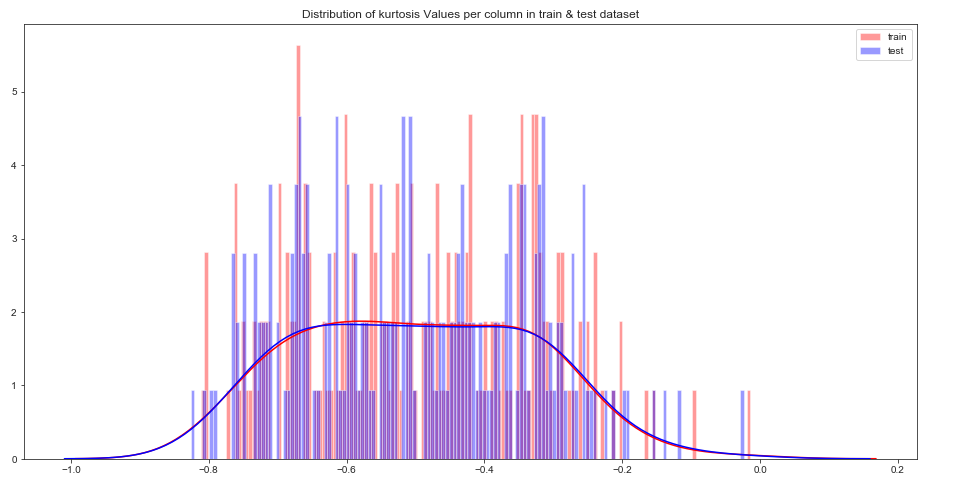 Distribution of kurtosis Values per column in train & test dataset
train
test
5
4
3
2
1
0
−1.0 −0.8 −0.6 −0.4 −0.2 0.0 0.2